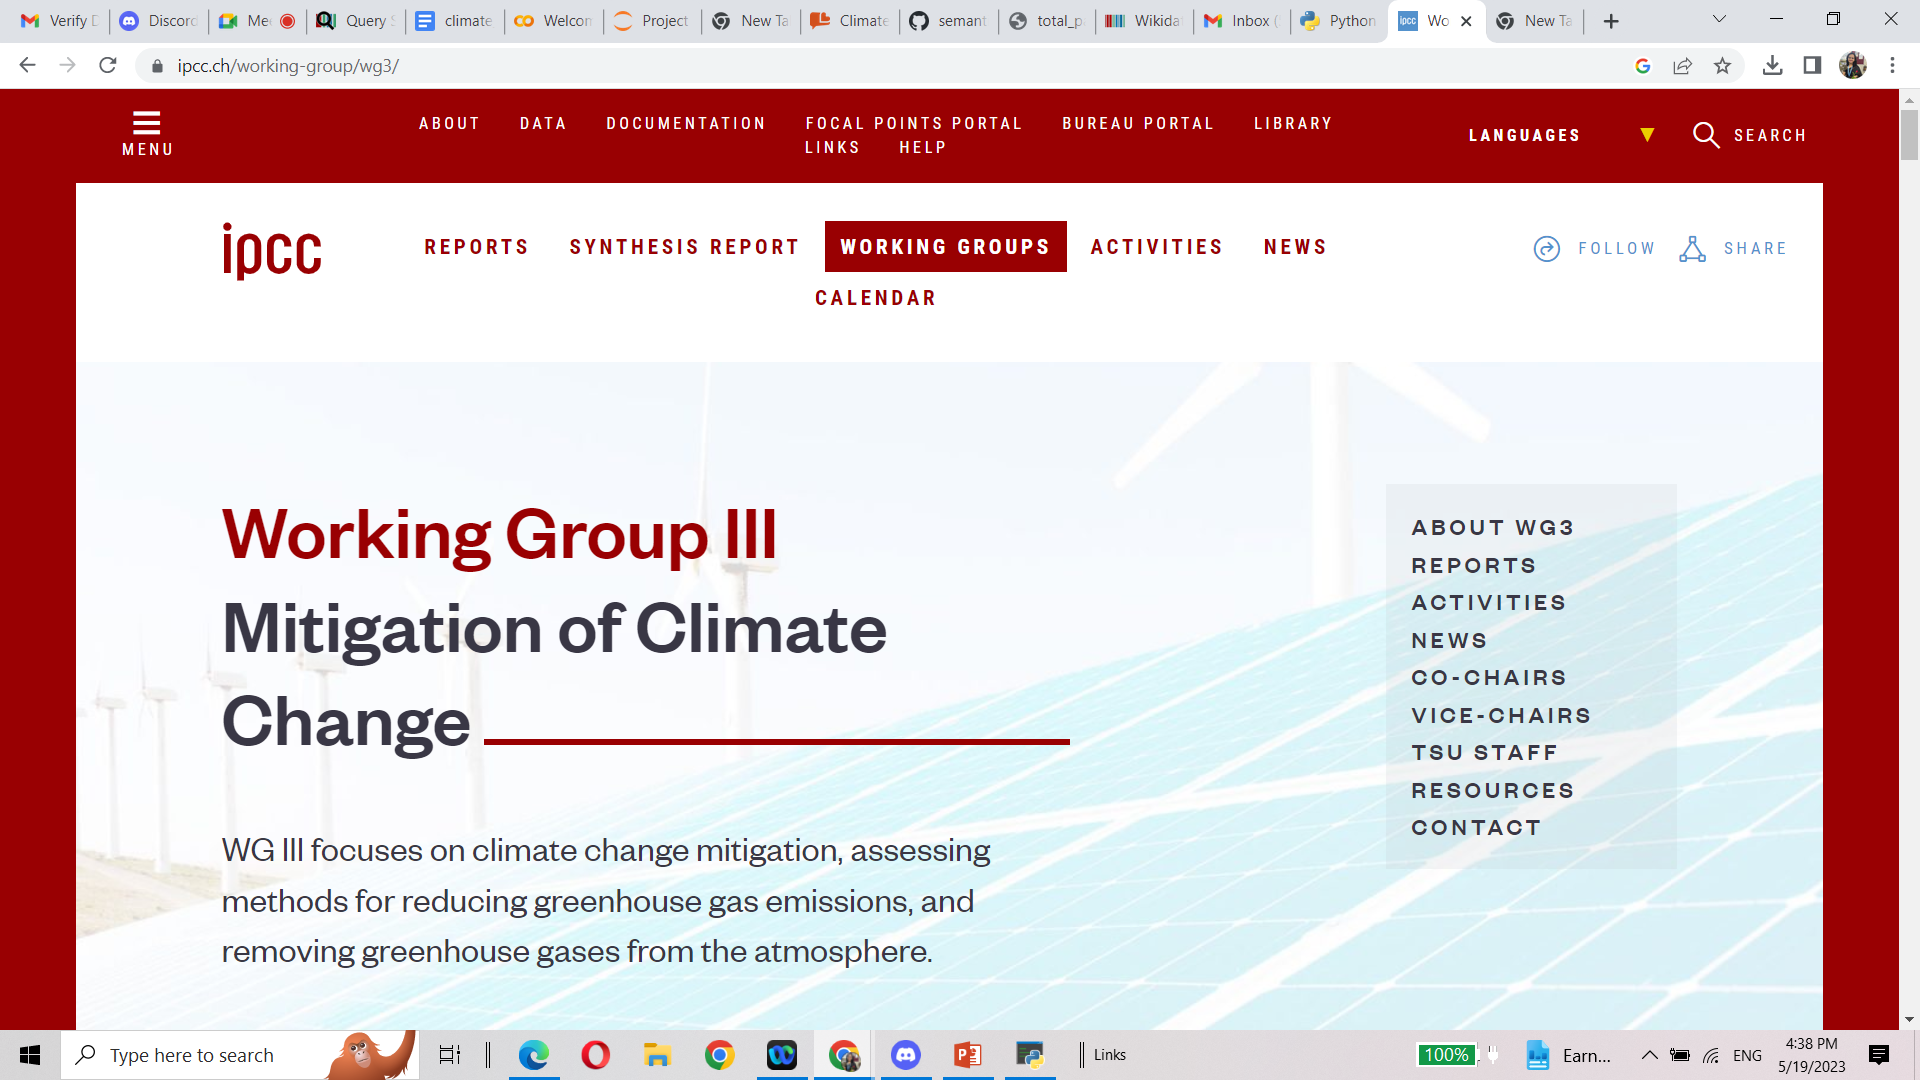 Verify D
Discord
Mee
Query S
climate
Welcom
Project
New Ta
Climate
semant
total_p
Wikidat
Inbox (
Python
ipcc Wo
New Ta
ipcc.ch/working-group/wg3/
MENU
ABOUT DATA DOCUMENTATION FOCAL POINTS PORTAL BUREAU PORTAL LIBRARY
LINKS HELP
LANGUAGES
SEARCH
ipcc
REPORTS SYNTHESIS REPORT WORKING GROUPS ACTIVITIES NEWS
CALENDAR
FOLLOW SHARE
Working Group III
Mitigation of Climate
Change
WG III focuses on climate change mitigation, assessing
methods for reducing greenhouse gas emissions, and
removing greenhouse gases from the atmosphere.
ABOUT WG3
REPORTS
ACTIVITIES
NEWS
CO-CHAIRS
VICE-CHAIRS
TSU STAFF
RESOURCES
CONTACT
Type here to search
Links
100%
Earn...
ENG
4:38 PM
5/19/2023